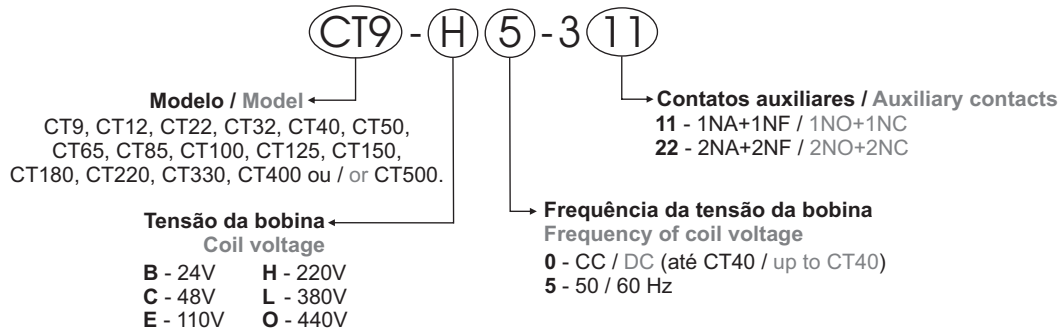 CT9 - H 5 - 3 11
Modelo / Model
CT9, CT12, CT22, CT32, CT40, CT50,
CT65, CT85, CT100, CT125, CT150,
CT180, CT220, CT330, CT400 ou / or CT500.
Tensão da bobina
Coil voltage
B - 24V H - 220V
C - 48V L - 380V
E - 110V O - 440V
Contatos auxiliares / Auxiliary contacts
11 - 1NA+1NF / 1NO+1NC
22 - 2NA+2NF / 2NO+2NC
Frequência da tensão da bobina
Frequency of coil voltage
0 - CC / DC (até CT40 / up to CT40)
5 - 50 / 60 Hz